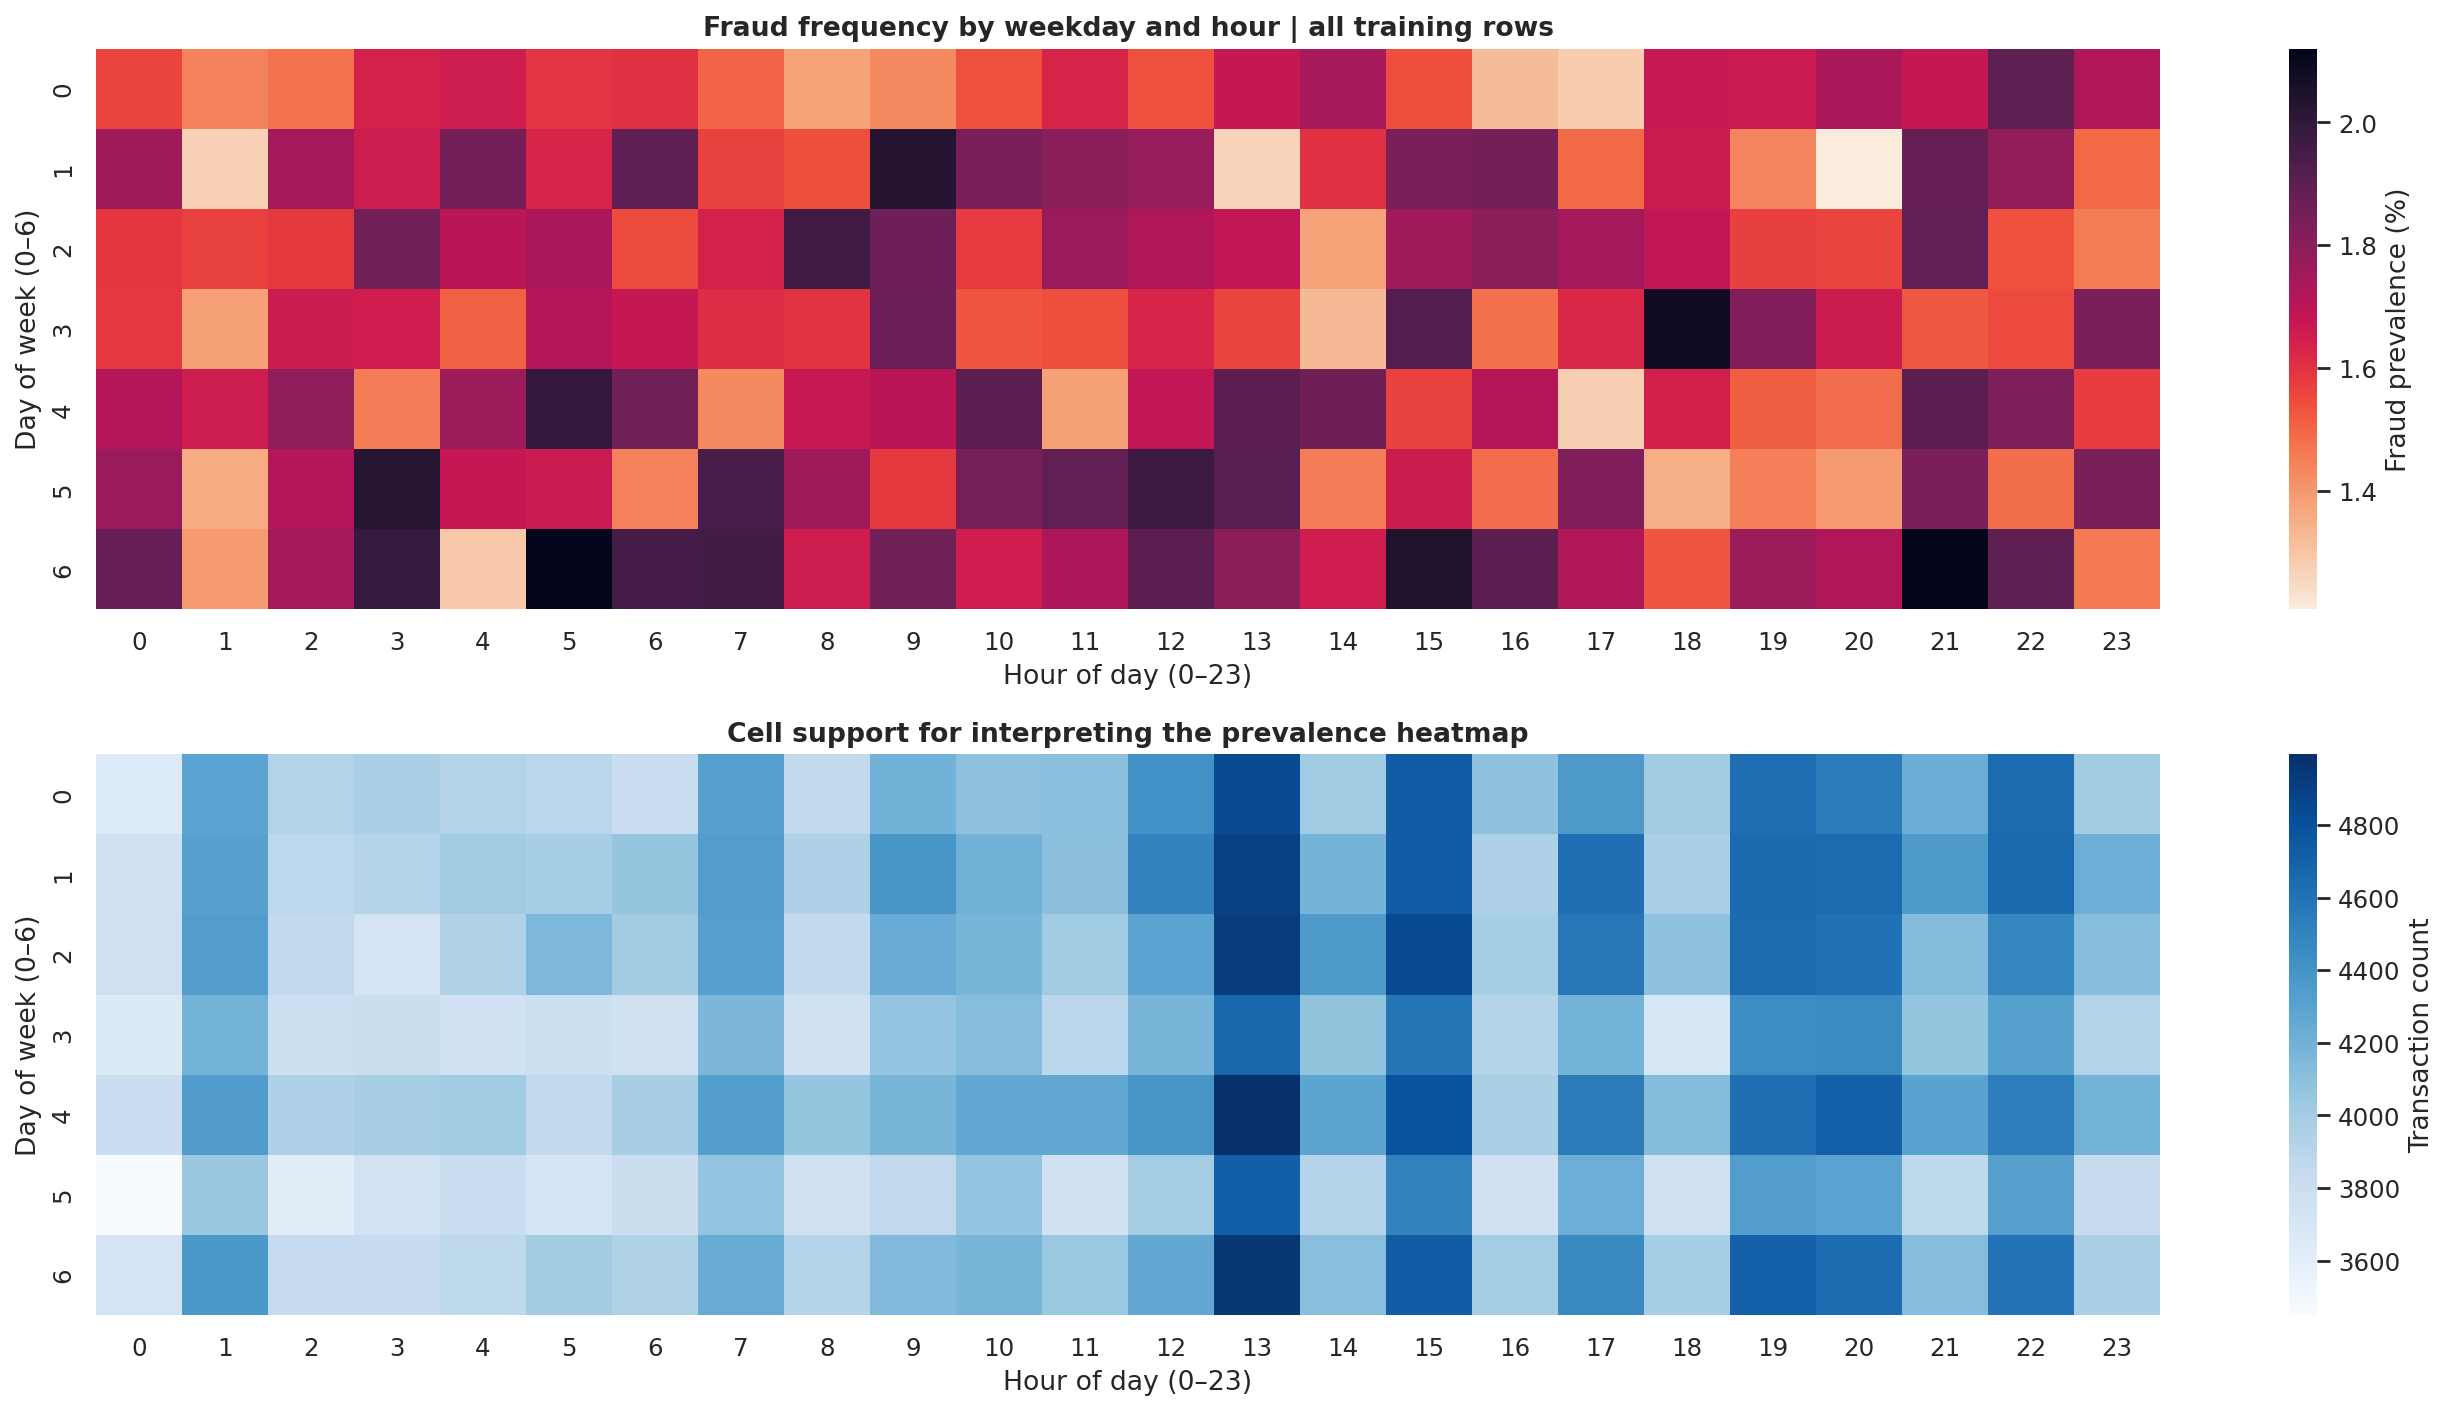 Fraud frequency by weekday and hour | all training rows
Day of week (0–6)
0
1
2
3
4
5
6
0 1 2 3 4 5 6 7 8 9 10 11 12 13 14 15 16 17 18 19 20 21 22 23
Hour of day (0–23)
2.0
1.8
1.6
1.4
Fraud prevalence (%)
Cell support for interpreting the prevalence heatmap
Day of week (0–6)
0
1
2
3
4
5
6
0 1 2 3 4 5 6 7 8 9 10 11 12 13 14 15 16 17 18 19 20 21 22 23
Hour of day (0–23)
4800
4600
4400
4200
4000
3800
3600
Transaction count